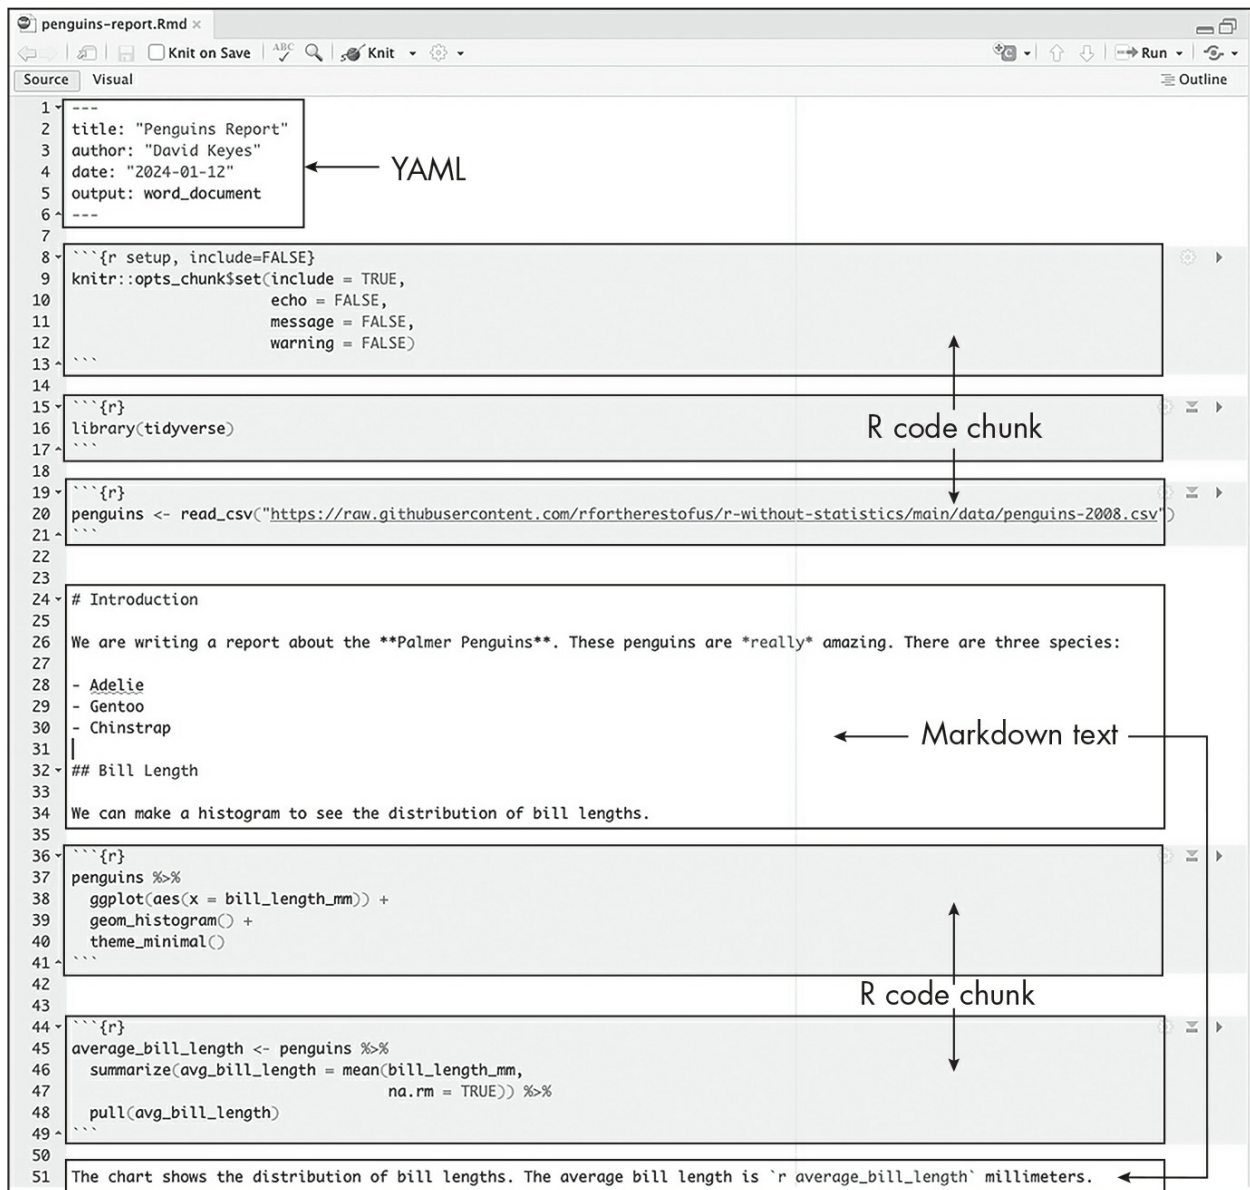 penguins-report.Rmd ×
Knit on Save ABC Knit Run
Source Visual Outline
1 ---
2 title: "Penguins Report"
3 author: "David Keyes"
4 date: "2024-01-12"
YAML
5 output: word_document
6 ---
7
8 ```{r setup, include=FALSE}
9 knitr::opts_chunk$set(include = TRUE,
10                       echo = FALSE,
11                       message = FALSE,
12                       warning = FALSE)
13 ```
14
15 ```{r}
16 library(tidyverse)
R code chunk
17 ```
18
19 ```{r}
20 penguins <- read_csv("https://raw.githubusercontent.com/rfortherestofus/r-without-statistics/main/data/penguins-2008.csv")
21 ```
22
23
24 # Introduction
25
26 We are writing a report about the **Palmer Penguins**. These penguins are *really* amazing. There are three species:
27
28 - Adelie
29 - Gentoo
30 - Chinstrap
Markdown text
31
32 ## Bill Length
33
34 We can make a histogram to see the distribution of bill lengths.
35
36 ```{r}
37 penguins %>%
38   ggplot(aes(x = bill_length_mm)) +
39   geom_histogram() +
40   theme_minimal()
41 ```
42
R code chunk
43
44 ```{r}
45 average_bill_length <- penguins %>%
46   summarize(avg_bill_length = mean(bill_length_mm,
47                                    na.rm = TRUE)) %>%
48   pull(avg_bill_length)
49 ```
50
51 The chart shows the distribution of bill lengths. The average bill length is `r average_bill_length` millimeters.